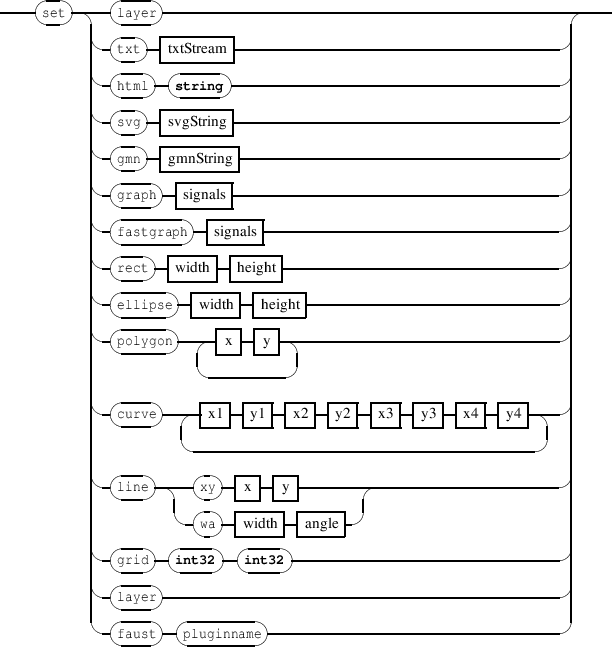 set layer
txt txtStream
html string
svg svgString
gmn gmnString
graph signals
fastgraph signals
rect width height
ellipse width height
polygon x y
curve x1 y1 x2 y2 x3 y3 x4 y4
line xy x y
wa width angle
grid int32 int32
layer
faust pluginname